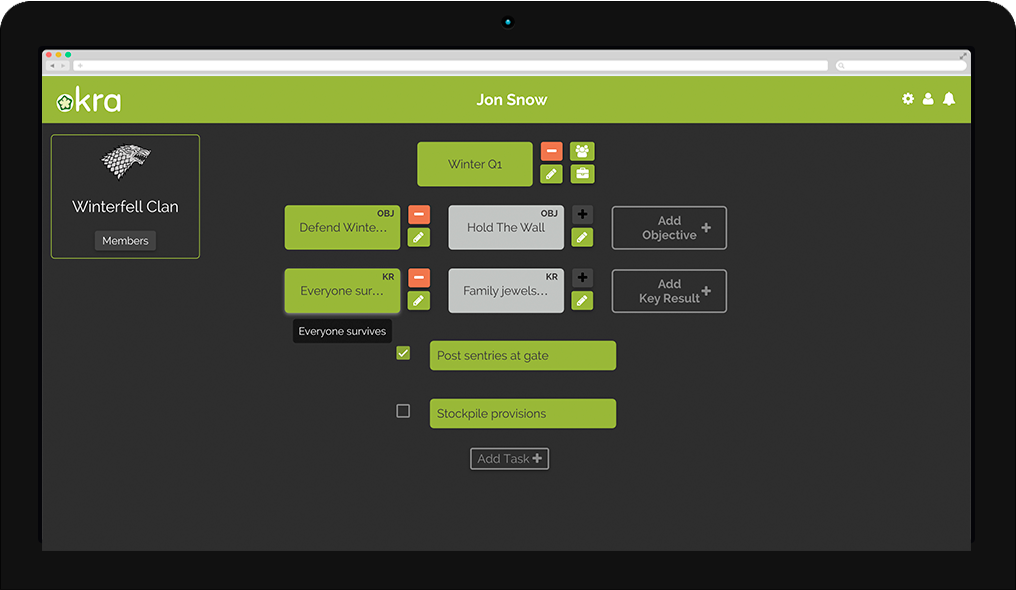 okra
Jon Snow
Winterfell Clan
Members
Winter Q1
OBJ
Defend Winte...
OBJ
Hold The Wall
Add
Objective
KR
Everyone sur...
KR
Family jewels...
Add
Key Result
Everyone survives
Post sentries at gate
Stockpile provisions
Add Task